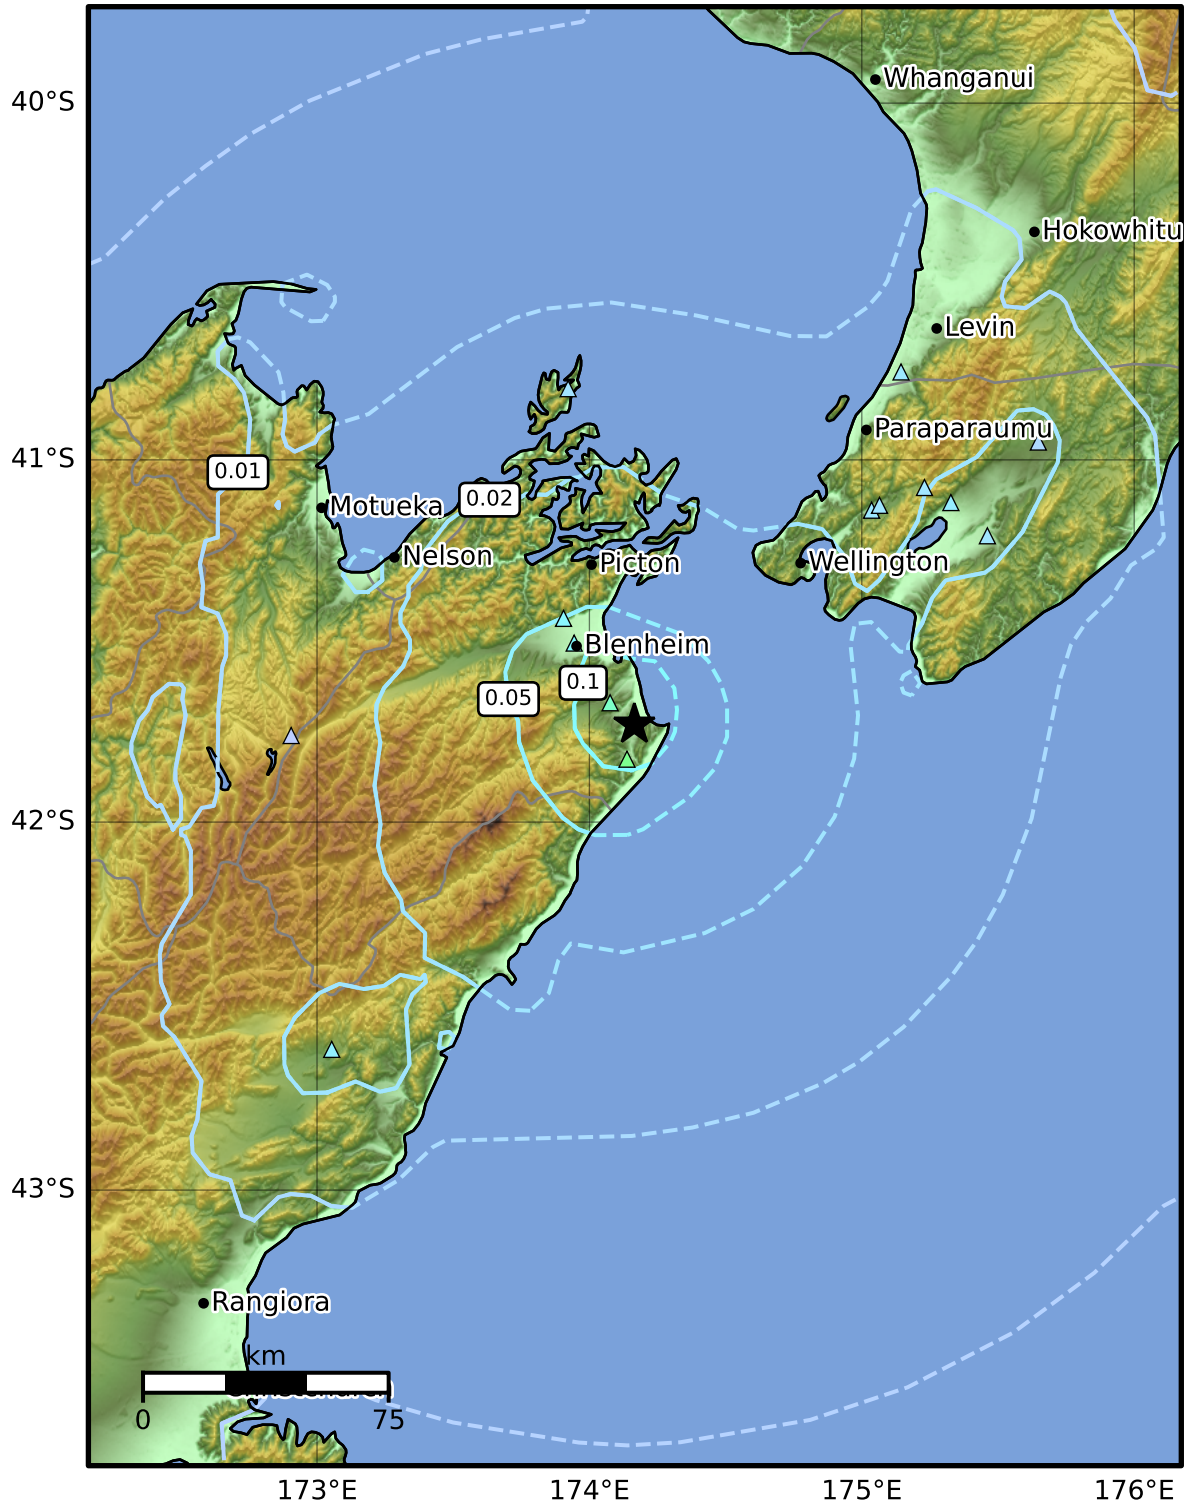 Whanganui
40°S
Hokowhitu
Levin
Paraparaumu
41°S
0.01
0.02
Motueka
Nelson
Picton
Wellington
Blenheim
0.1
0.05
42°S
43°S
Rangiora
km
0
75
173°E
174°E
175°E
176°E